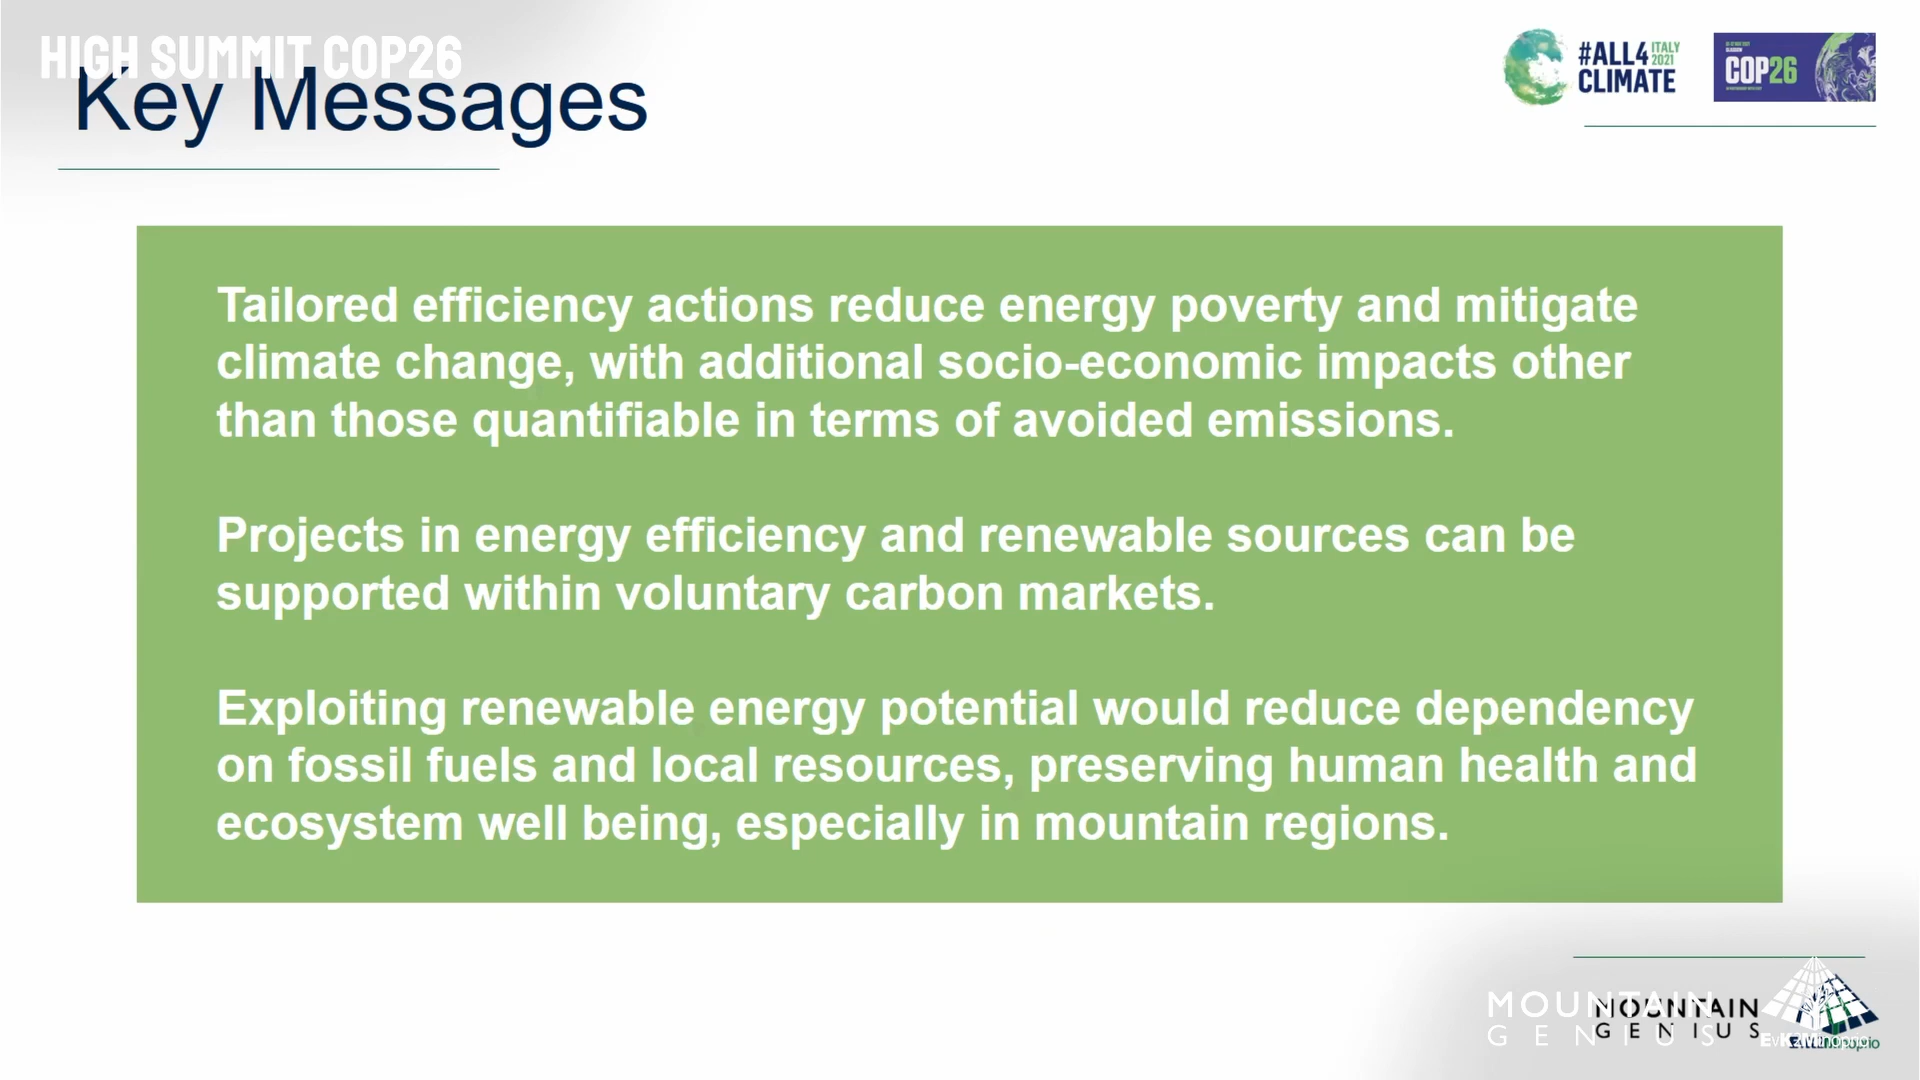 HIGH SUMMIT COP26
Key Messages
#ALL4 ITALY 2021
CLIMATE
COP26
Tailored efficiency actions reduce energy poverty and mitigate
climate change, with additional socio-economic impacts other
than those quantifiable in terms of avoided emissions.
Projects in energy efficiency and renewable sources can be
supported within voluntary carbon markets.
Exploiting renewable energy potential would reduce dependency
on fossil fuels and local resources, preserving human health and
ecosystem well being, especially in mountain regions.
MOUNTAIN
GENIUS
MOUNTAIN
GENIUS